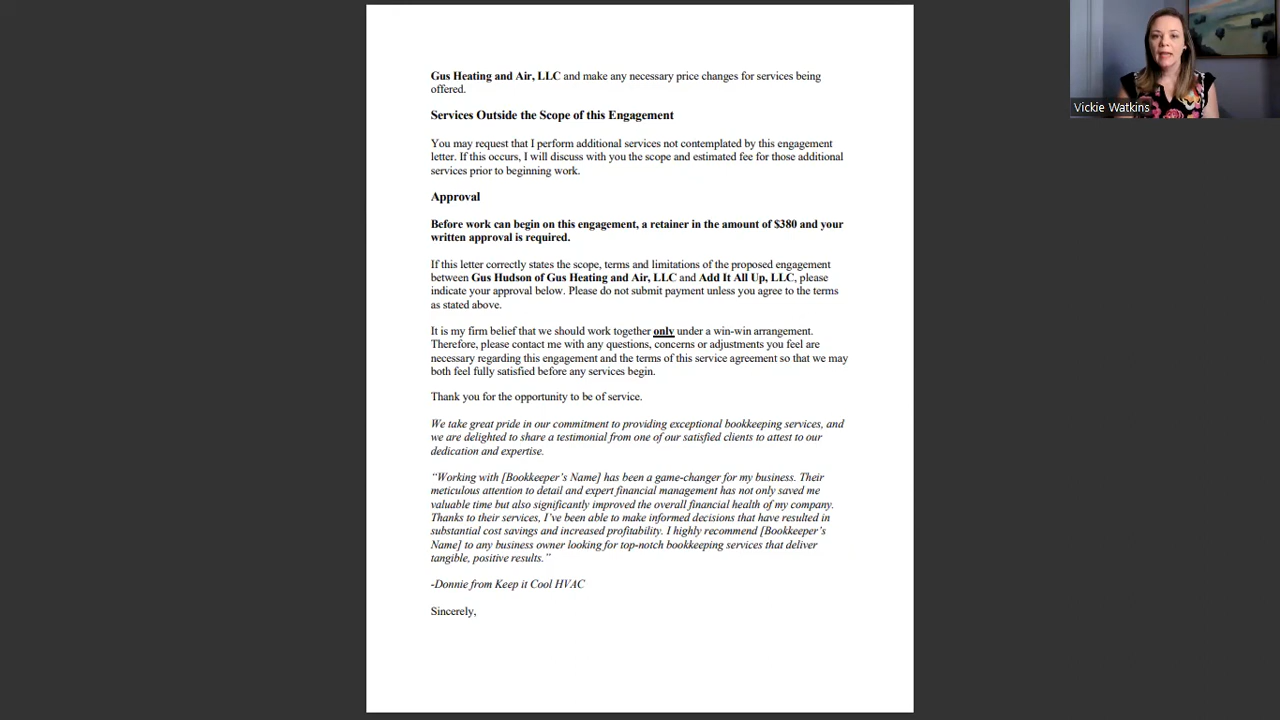 Gus Heating and Air, LLC and make any necessary price changes for services being
offered.
Services Outside the Scope of this Engagement
You may request that I perform additional services not contemplated by this engagement
letter. If this occurs, I will discuss with you the scope and estimated fee for those additional
services prior to beginning work.
Approval
Before work can begin on this engagement, a retainer in the amount of $380 and your
written approval is required.
If this letter correctly states the scope, terms and limitations of the proposed engagement
between Gus Hudson of Gus Heating and Air, LLC and Add It All Up, LLC, please
indicate your approval below. Please do not submit payment unless you agree to the terms
as stated above.
It is my firm belief that we should work together only under a win-win arrangement.
Therefore, please contact me with any questions, concerns or adjustments you feel are
necessary regarding this engagement and the terms of this service agreement so that we may
both feel fully satisfied before any services begin.
Thank you for the opportunity to be of service.
We take great pride in our commitment to providing exceptional bookkeeping services, and
we are delighted to share a testimonial from one of our satisfied clients to attest to our
dedication and expertise.
“Working with [Bookkeeper’s Name] has been a game-changer for my business. Their
meticulous attention to detail and expert financial management has not only saved me
valuable time but also significantly improved the overall financial health of my company.
Thanks to their services, I’ve been able to make informed decisions that have resulted in
substantial cost savings and increased profitability. I highly recommend [Bookkeeper’s
Name] to any business owner looking for top-notch bookkeeping services that deliver
tangible, positive results.”
-Donnie from Keep it Cool HVAC
Sincerely,
Vickie Watkins